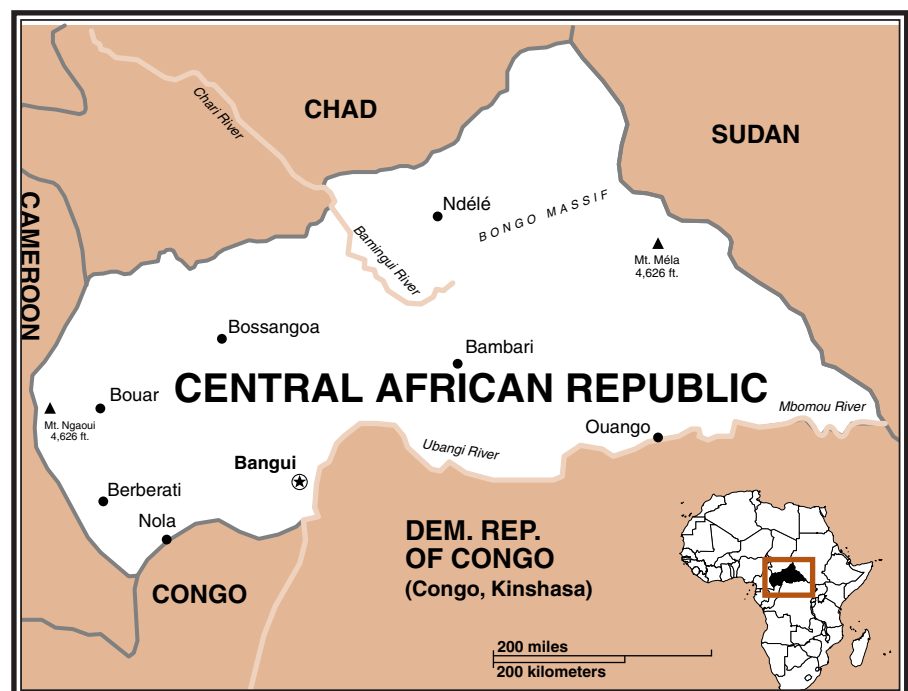 CHAD
SUDAN
CAMEROON
Chari River
Ndélé
BONGO MASSIF
Bamingui River
Mt. Méla
4,626 ft.
Bossangoa
Bambari
CENTRAL AFRICAN REPUBLIC
Bouar
Mt. Ngaoui
4,626 ft.
Mbomou River
Ouango
Ubangi River
Bangui
Berberati
Nola
DEM. REP.
OF CONGO
(Congo, Kinshasa)
CONGO
200 miles
200 kilometers